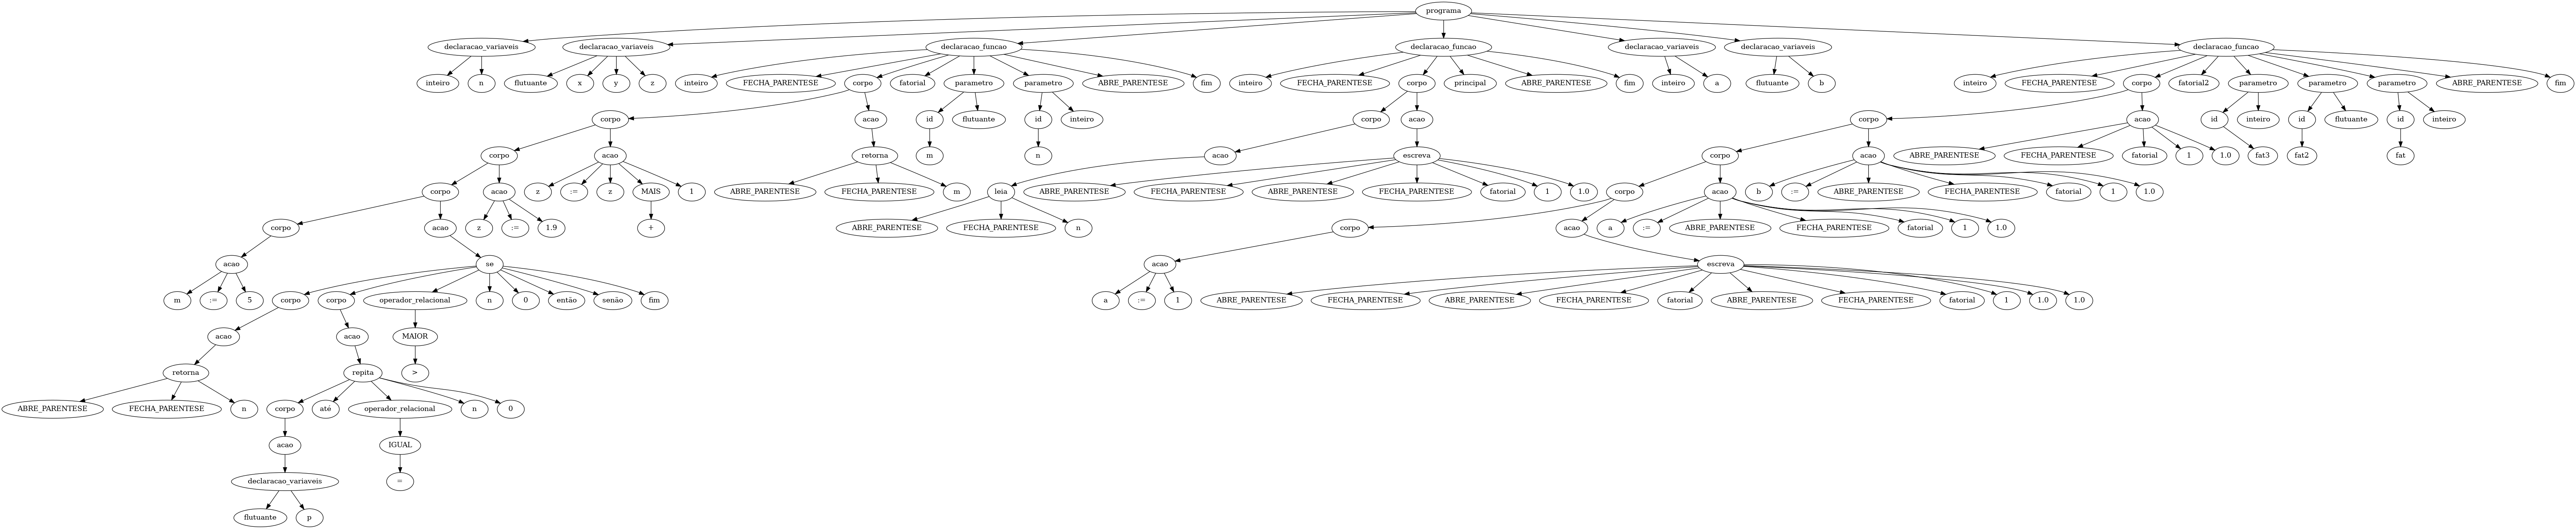 programa
declaracao_variaveis declaracao_variaveis declaracao_funcao declaracao_funcao declaracao_variaveis declaracao_variaveis declaracao_funcao
inteiro n flutuante x y z inteiro FECHA_PARENTESE corpo fatorial parametro parametro ABRE_PARENTESE fim inteiro FECHA_PARENTESE corpo principal ABRE_PARENTESE fim inteiro a flutuante b inteiro FECHA_PARENTESE corpo fatorial2 parametro parametro parametro ABRE_PARENTESE fim
corpo acao id flutuante id inteiro corpo acao corpo acao id inteiro id flutuante id inteiro
corpo acao retorna m n acao escreva corpo acao ABRE_PARENTESE FECHA_PARENTESE fatorial 1 1.0 fat3 fat2 fat
corpo acao z := z MAIS 1 ABRE_PARENTESE FECHA_PARENTESE m leia ABRE_PARENTESE FECHA_PARENTESE ABRE_PARENTESE FECHA_PARENTESE fatorial 1 1.0 corpo acao b := ABRE_PARENTESE FECHA_PARENTESE fatorial 1 1.0
corpo acao z := 1.9 + ABRE_PARENTESE FECHA_PARENTESE n corpo acao a := ABRE_PARENTESE FECHA_PARENTESE fatorial 1 1.0
acao se acao escreva
m := 5 corpo corpo operador_relacional n 0 então senão fim a := 1 ABRE_PARENTESE FECHA_PARENTESE ABRE_PARENTESE FECHA_PARENTESE fatorial ABRE_PARENTESE FECHA_PARENTESE fatorial 1 1.0 1.0
acao acao MAIOR
retorna repita >
ABRE_PARENTESE FECHA_PARENTESE n corpo até operador_relacional n 0
acao IGUAL
declaracao_variaveis =
flutuante p